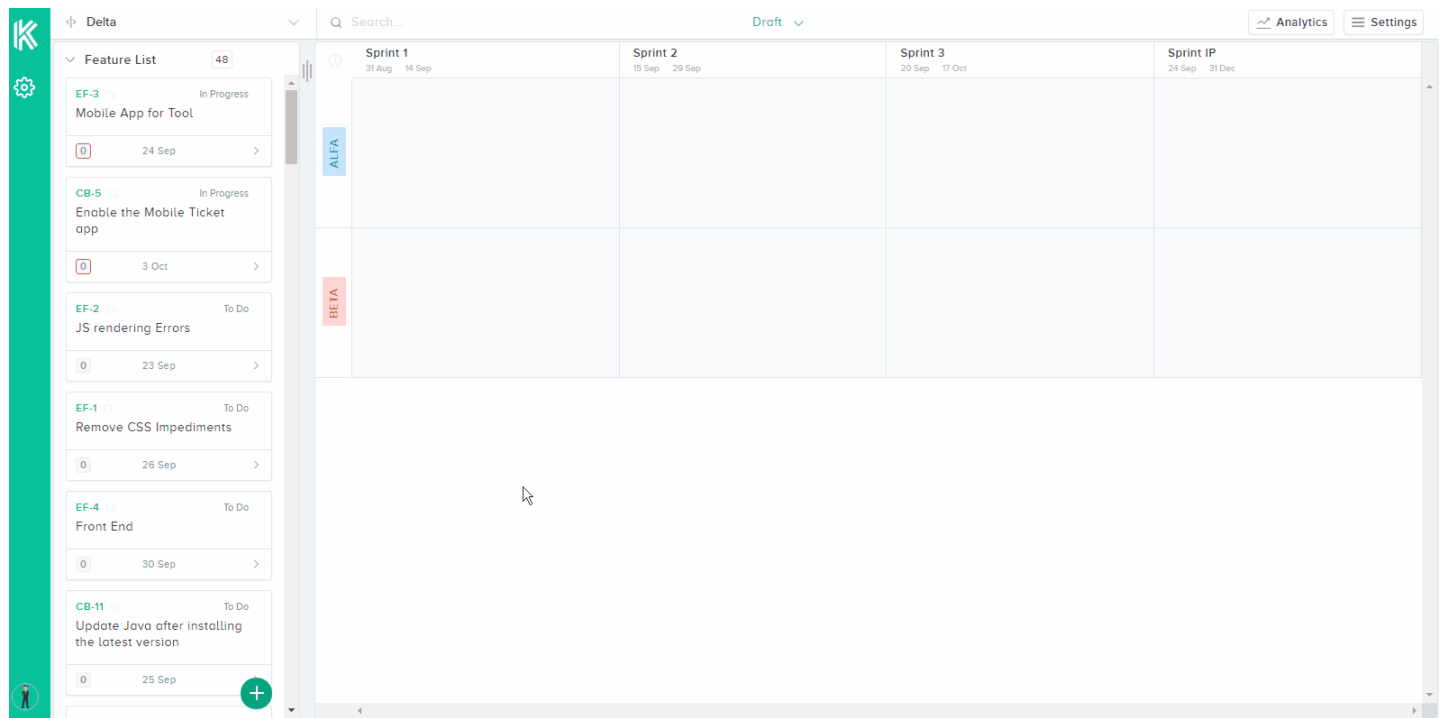 Delta
Search...
Draft
Analytics
Settings
Feature List 48
EF-3 In Progress
Mobile App for Tool
0 24 Sep
CB-5 In Progress
Enable the Mobile Ticket
app
0 3 Oct
EF-2 To Do
JS rendering Errors
0 23 Sep
EF-1 To Do
Remove CSS Impediments
0 26 Sep
EF-4 To Do
Front End
0 30 Sep
CB-11 To Do
Update Java after installing
the latest version
0 25 Sep
Sprint 1
31 Aug 14 Sep
Sprint 2
15 Sep 29 Sep
Sprint 3
20 Sep 17 Oct
Sprint IP
24 Sep 31 Dec
ALFA
BETA